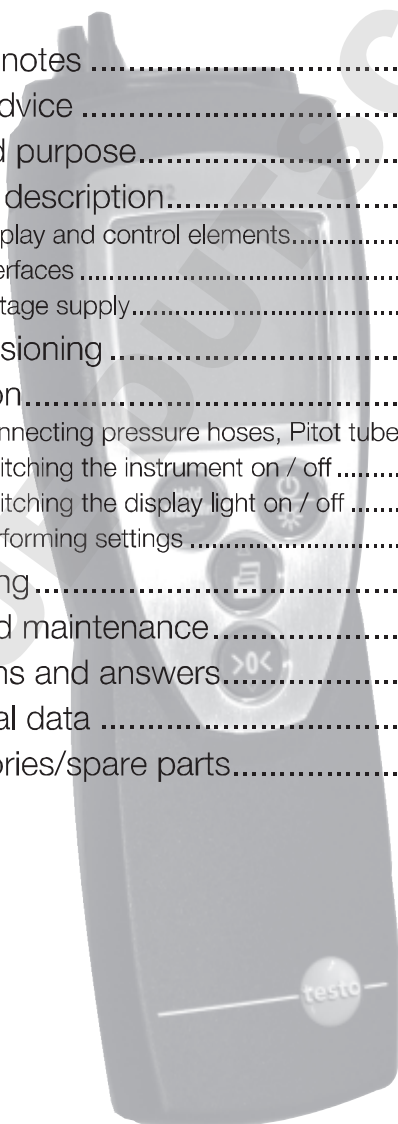 notes ..................................
dvice ..................................
d purpose..................................
description..................................
play and control elements..................................
erfaces ..................................
tage supply..................................
sioning ..................................
on..................................
nnecting pressure hoses, Pitot tube
itching the instrument on / off ..................................
itching the display light on / off ..................................
rforming settings ..................................
ng ..................................
d maintenance..................................
ns and answers..................................
>0<
al data ..................................
ories/spare parts..................................
testo